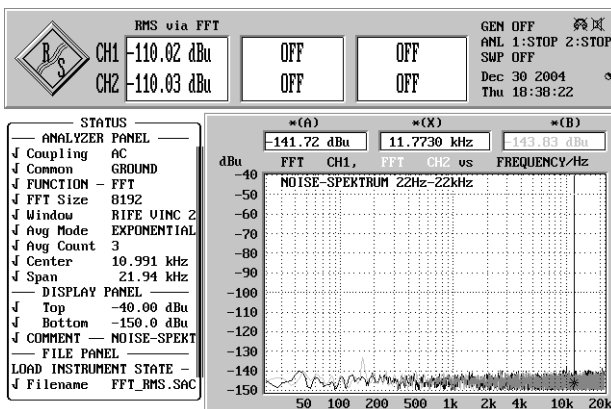 RMS via FFT
CH1 -110.02 dBu OFF OFF
CH2 -110.03 dBu OFF OFF
R
S
GEN OFF
ANL 1:STOP 2:STOP
SWP OFF
Dec 30 2004
Thu 18:38:22
STATUS
ANALYZER PANEL
Coupling AC
Common GROUND
FUNCTION - FFT
FFT Size 8192
Window RIFE VINC 2
Avg Mode EXPONENTIAL
Avg Count 3
Center 10.991 kHz
Span 21.94 kHz
DISPLAY PANEL
Top -40.00 dBu
Bottom -150.0 dBu
COMMENT — NOISE-SPEKT
FILE PANEL
LOAD INSTRUMENT STATE -
Filename FFT_RMS.SAC
*(A) *(X) *(B)
-141.72 dBu 11.7730 kHz -143.83 dBu
dBu FFT CH1, FFT CH2 vs FREQUENCY/Hz
NOISE-SPEKTRUM 22Hz-22kHz
-40
-50
-60
-70
-80
-90
-100
-110
-120
-130
-140
-150
50 100 200 500 1k 2k 4k 10k 20k